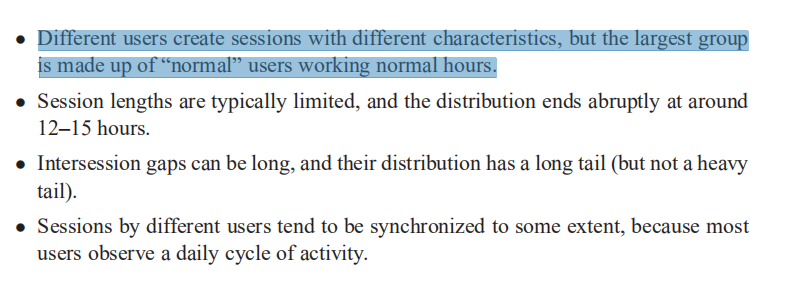 ● Different users create sessions with different characteristics, but the largest group
is made up of “normal” users working normal hours.
● Session lengths are typically limited, and the distribution ends abruptly at around
12–15 hours.
● Intersession gaps can be long, and their distribution has a long tail (but not a heavy
tail).
● Sessions by different users tend to be synchronized to some extent, because most
users observe a daily cycle of activity.